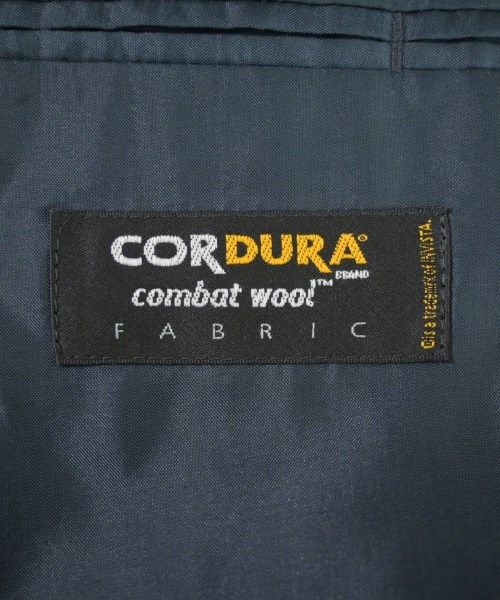 CORDURA®
BRAND
combat wool™
FABRIC
® is a trademark of INVISTA.